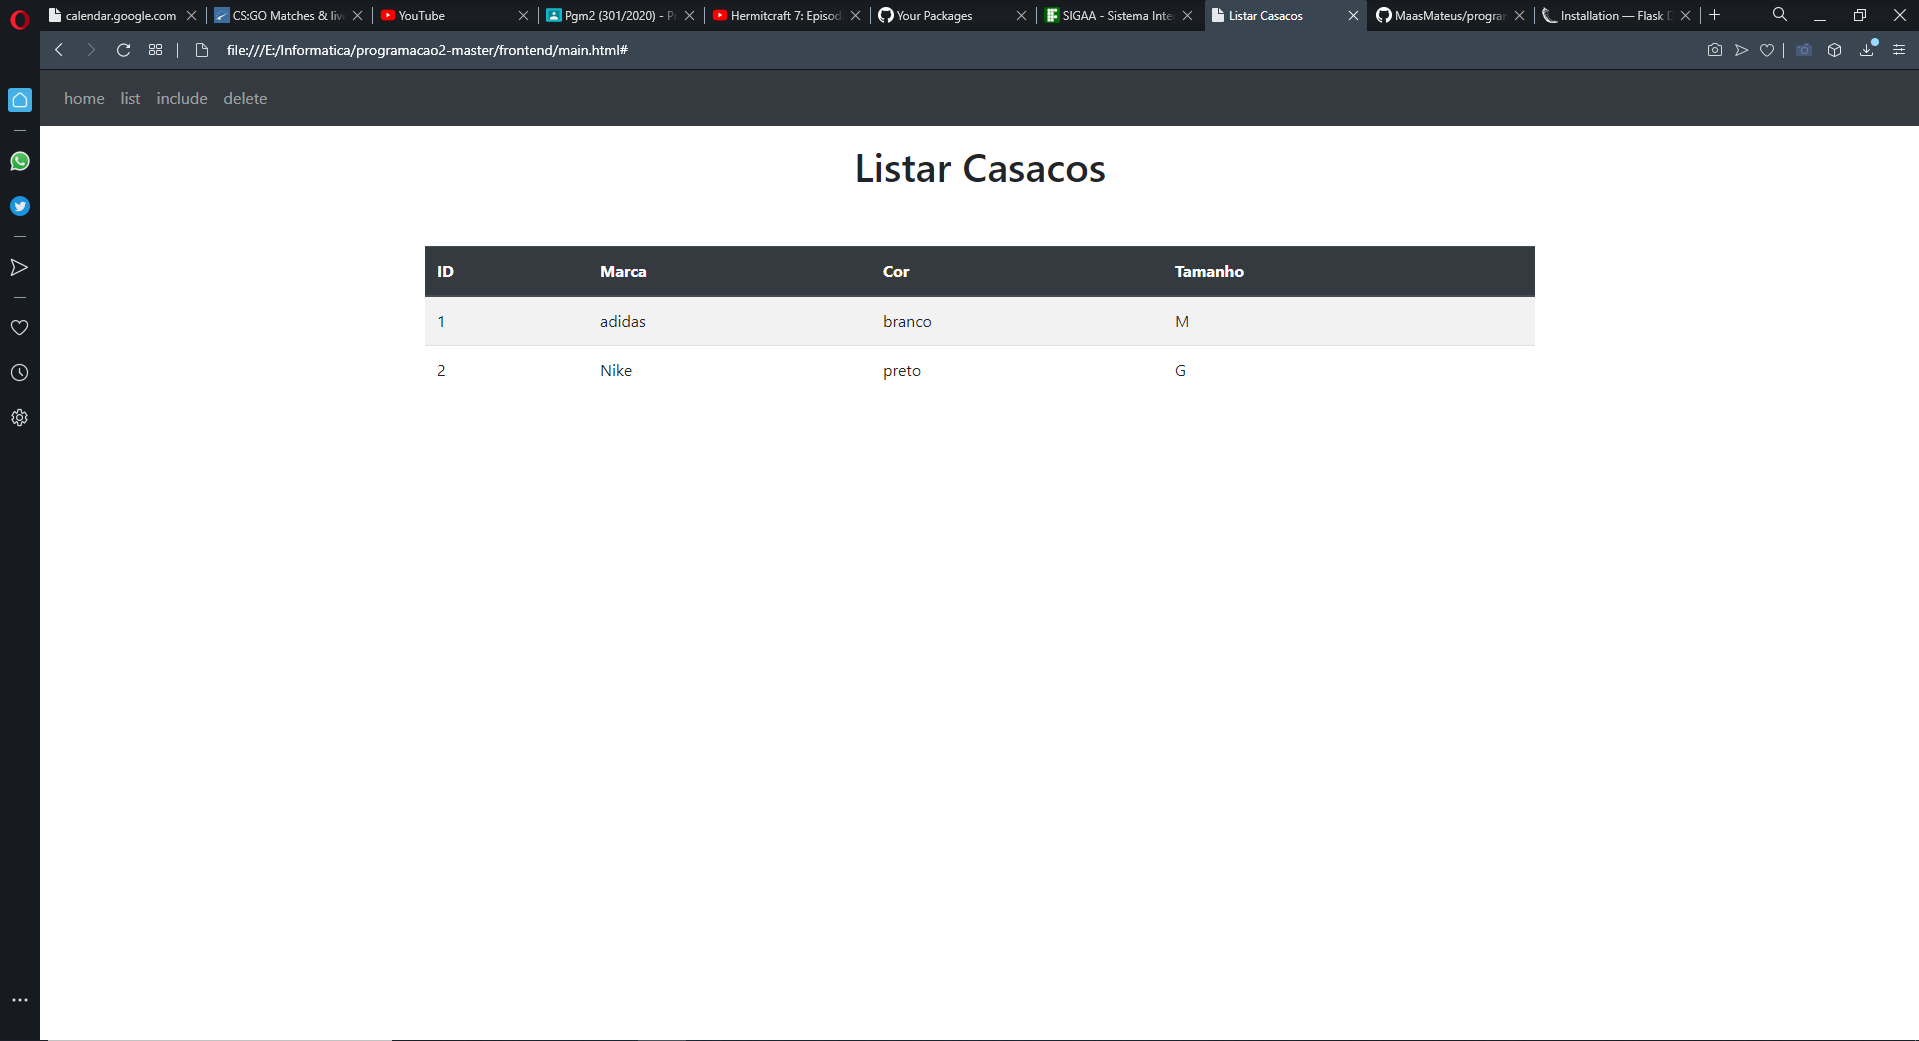 calendar.google.com CS:GO Matches & liv YouTube Pgm2 (301/2020) - P Hermitcraft 7: Episod Your Packages SIGAA - Sistema Inte Listar Casacos MaasMateus/progra Installation — Flask D
file:///E:/Informatica/programacao2-master/frontend/main.html#
home list include delete
Listar Casacos
ID Marca Cor Tamanho
1 adidas branco M
2 Nike preto G